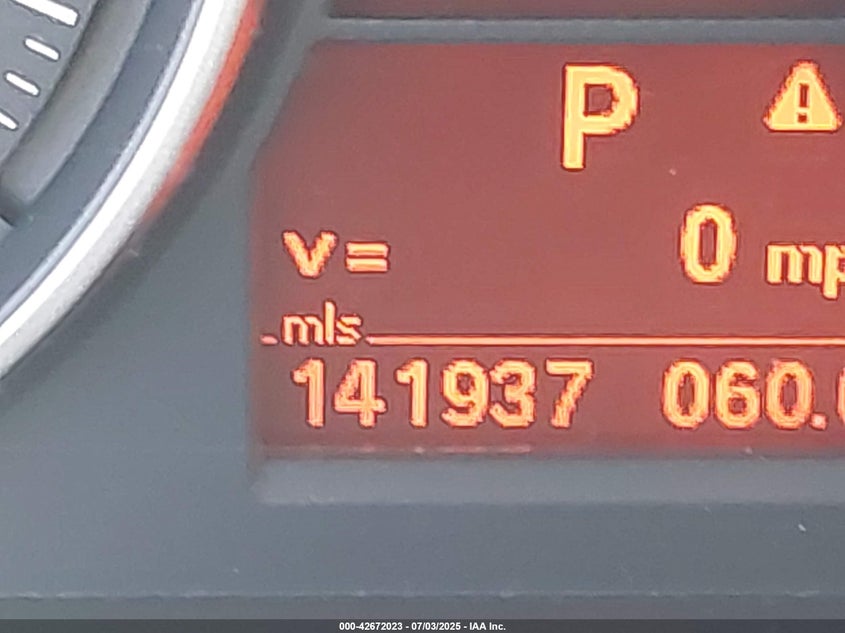 P
V= 0 mp
mls
141937 060.
000-42672023 - 07/03/2025 - IAA Inc.